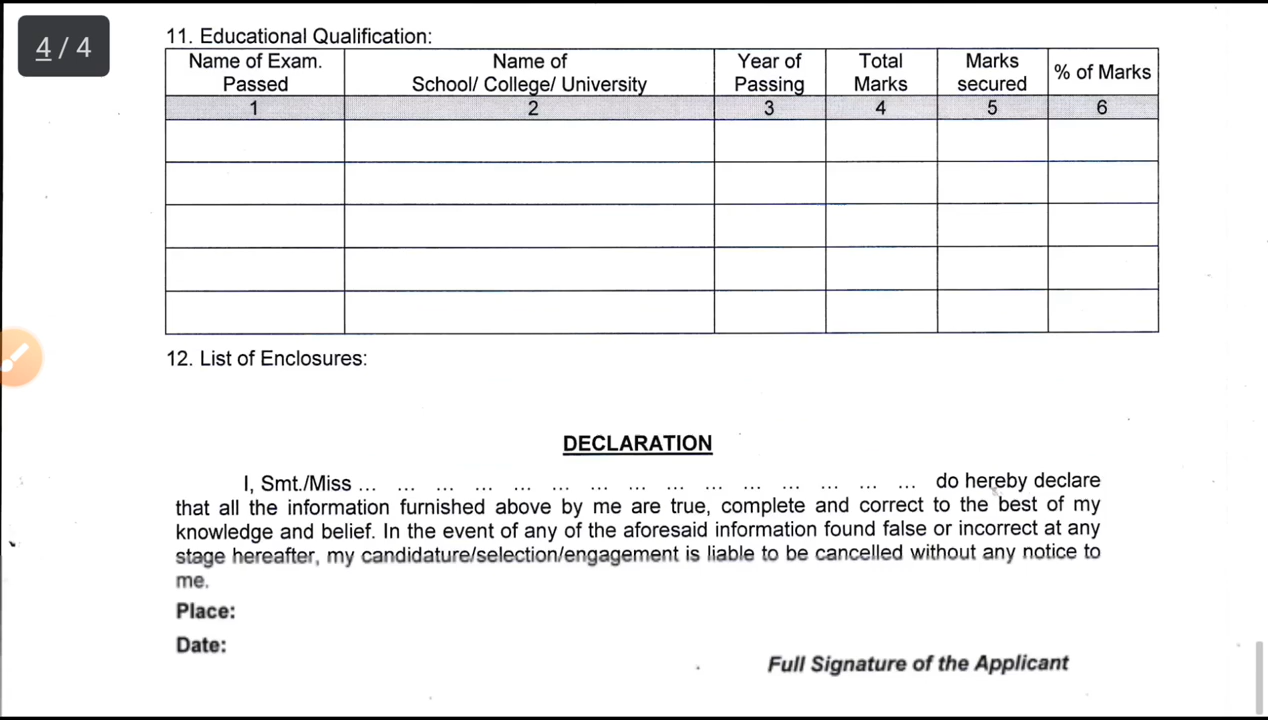 4 / 4
11. Educational Qualification:
Name of Exam. Passed | Name of School/ College/ University | Year of Passing | Total Marks | Marks secured | % of Marks
1 | 2 | 3 | 4 | 5 | 6
12. List of Enclosures:
DECLARATION
I, Smt./Miss ... ... ... ... ... ... ... ... ... ... ... ... ... ... ... do hereby declare
that all the information furnished above by me are true, complete and correct to the best of my
knowledge and belief. In the event of any of the aforesaid information found false or incorrect at any
stage hereafter, my candidature/selection/engagement is liable to be cancelled without any notice to
me.
Place:
Date:
Full Signature of the Applicant